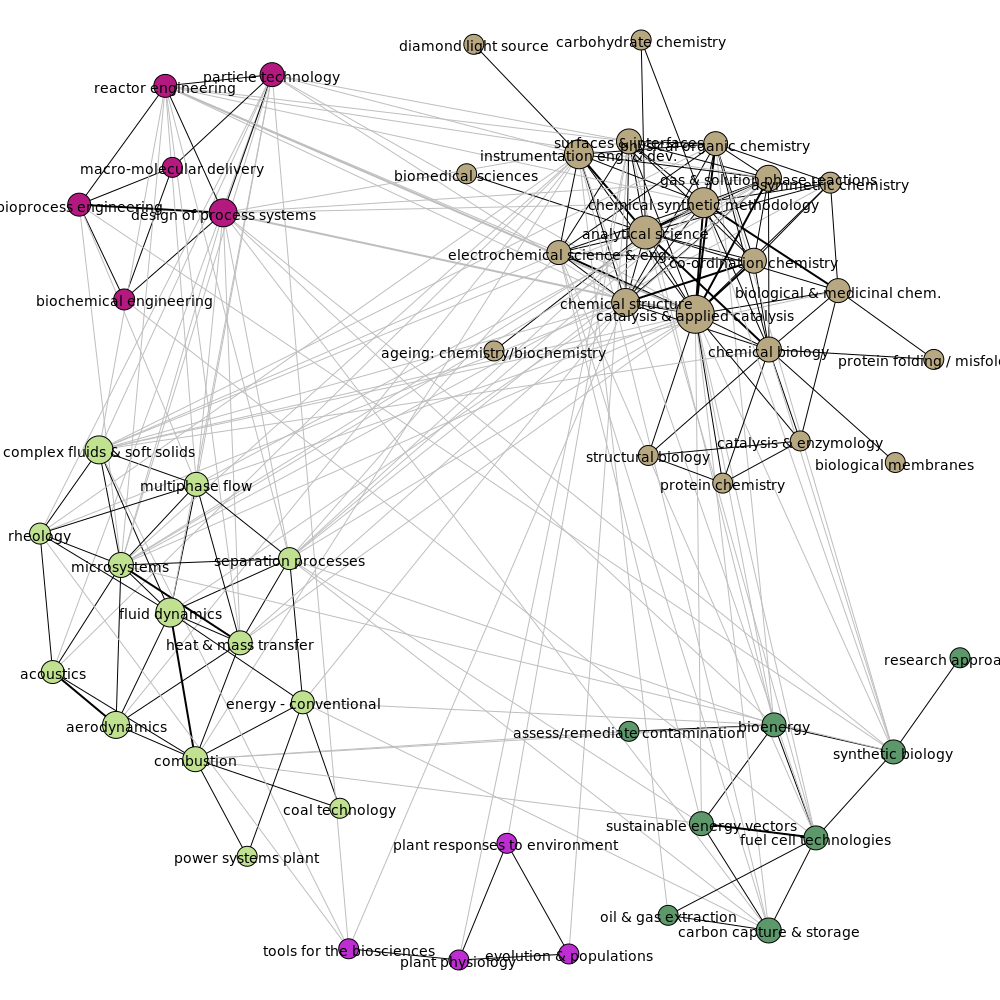 diamond light source
carbohydrate chemistry
particle technology
reactor engineering
surfaces & interfaces
physical organic chemistry
instrumentation eng. & dev.
macro-molecular delivery
biomedical sciences
gas & solution phase reactions
asymmetric chemistry
bioprocess engineering
chemical synthetic methodology
design of process systems
analytical science
electrochemical science & eng.
co-ordination chemistry
biological & medicinal chem.
biochemical engineering
chemical structure
catalysis & applied catalysis
ageing: chemistry/biochemistry
chemical biology
protein folding / misfo
catalysis & enzymology
complex fluids & soft solids
structural biology
biological membranes
multiphase flow
protein chemistry
rheology
separation processes
microsystems
fluid dynamics
heat & mass transfer
research approa
acoustics
energy - conventional
aerodynamics
bioenergy
assess/remediate contamination
synthetic biology
combustion
coal technology
sustainable energy vectors
fuel cell technologies
plant responses to environment
power systems plant
oil & gas extraction
carbon capture & storage
tools for the biosciences
evolution & populations
plant physiology